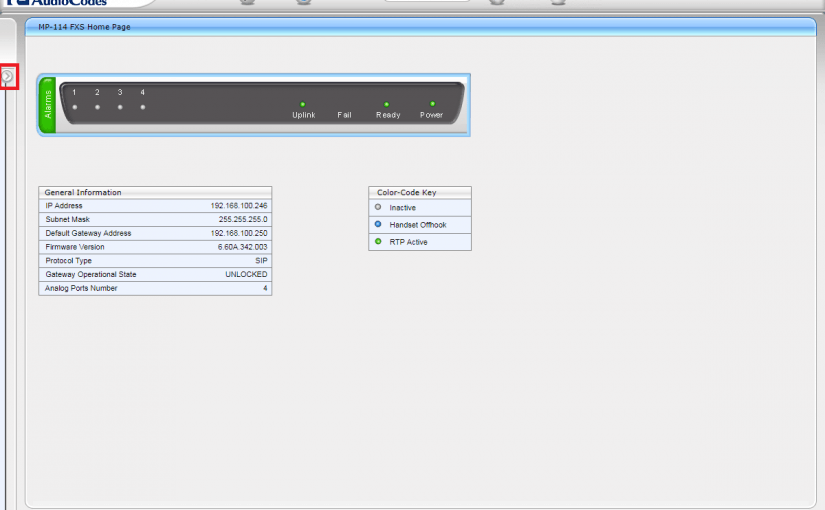 AudioCodes
MP-114 FXS Home Page
Alarms
1 2 3 4
Uplink Fail Ready Power
General Information
IP Address 192.168.100.246
Subnet Mask 255.255.255.0
Default Gateway Address 192.168.100.250
Firmware Version 6.60A.342.003
Protocol Type SIP
Gateway Operational State UNLOCKED
Analog Ports Number 4
Color-Code Key
Inactive
Handset Offhook
RTP Active